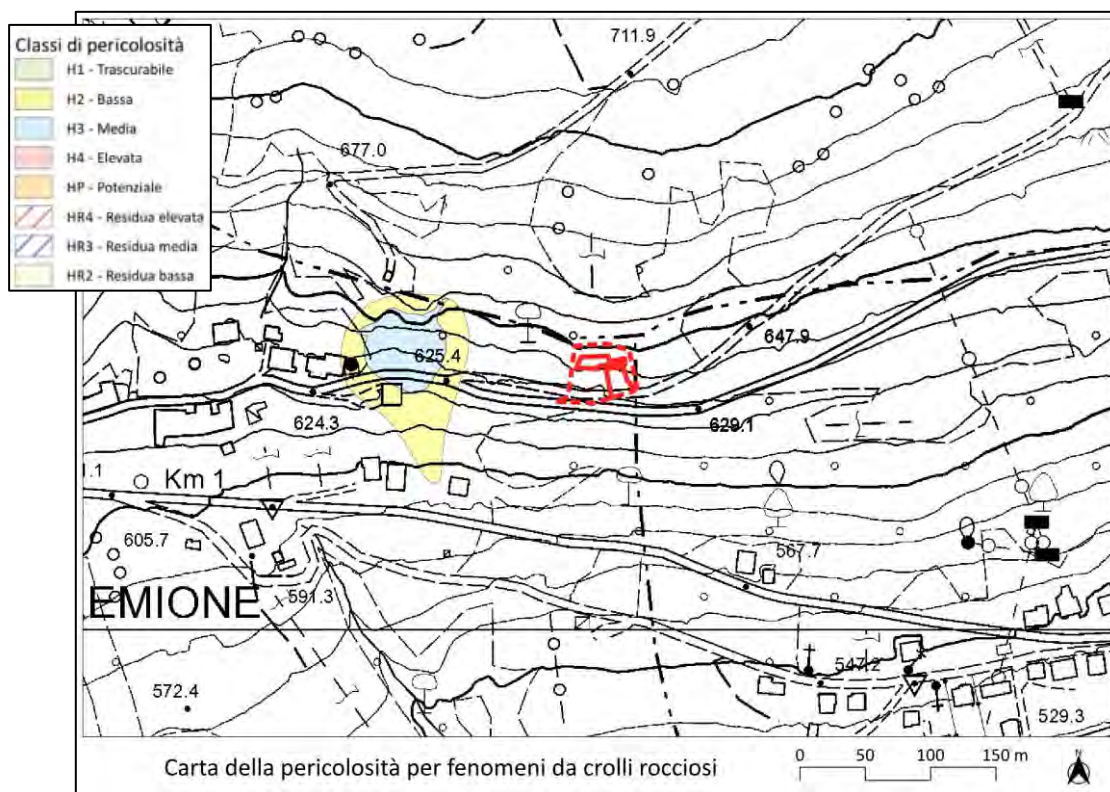 Classi di pericolosità
H1 - Trascurabile
H2 - Bassa
H3 - Media
H4 - Elevata
HP - Potenziale
HR4 - Residua elevata
HR3 - Residua media
HR2 - Residua bassa
711.9
677.0
647.9
625.4
624.3
629.1
1.1
Km 1
605.7
567.7
591.3
EMIONE
547.2
572.4
529.3
Carta della pericolosità per fenomeni da crolli rocciosi
0 50 100 150 m